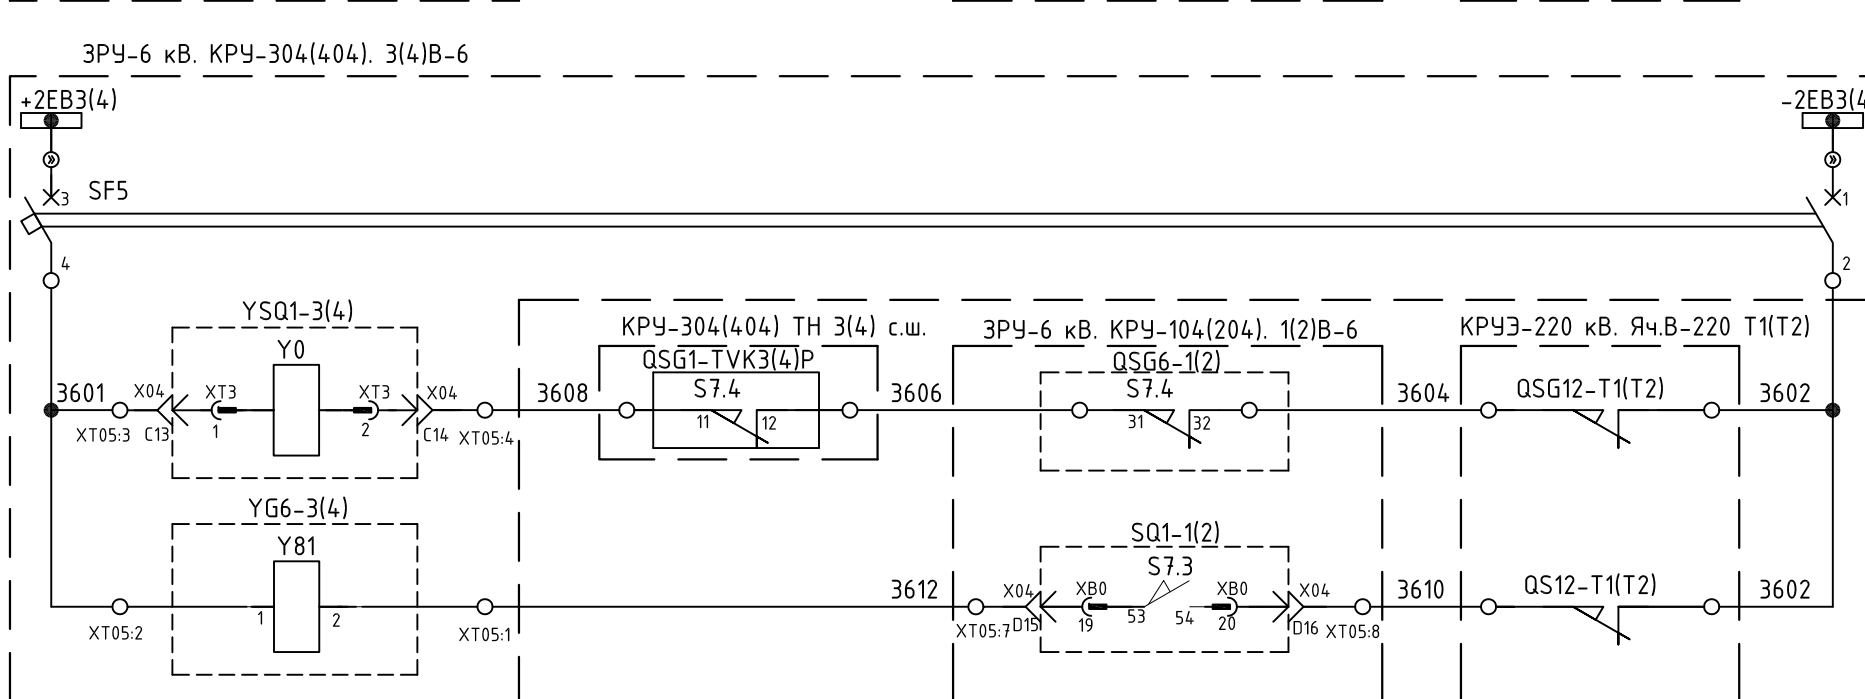 ЗРУ-6 кВ. КРУ-304(404). 3(4)В-6
+2ЕВ3(4)
-2ЕВ3(4
3
SF5
1
4
2
YSQ1-3(4)
КРУ-304(404) ТН 3(4) с.ш.
ЗРУ-6 кВ. КРУ-104(204). 1(2)В-6
КРУЭ-220 кВ. Яч.В-220 Т1(Т2)
Y0
QSG1-TVK3(4)P
QSG6-1(2)
3601
X04
XT3
XT3
X04
3608
S7.4
3606
S7.4
3604
QSG12-T1(T2)
3602
XT05:3
C13
1
2
C14
XT05:4
11
12
31
32
YG6-3(4)
SQ1-1(2)
Y81
S7.3
3612
X04
XB0
XB0
X04
3610
QS12-T1(T2)
3602
XT05:2
1
2
XT05:1
XT05:7
D15
19
53
54
20
D16
XT05:8